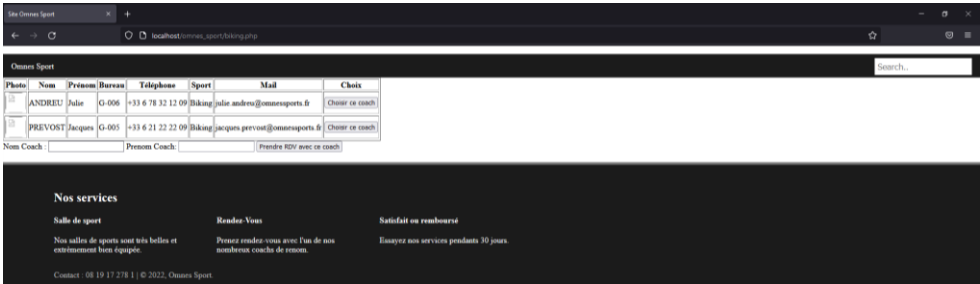 Site Omnes Sport
localhost/omnes_sport/biking.php
Omnes Sport
Search...
Photo Nom Prénom Bureau Téléphone Sport Mail Choix
ANDREU Julie G-006 +33 6 78 32 12 09 Biking julie.andreu@omnessports.fr Choisir ce coach
PREVOST Jacques G-005 +33 6 21 22 22 09 Biking jacques.prevost@omnessports.fr Choisir ce coach
Nom Coach : Prenom Coach: Prendre RDV avec ce coach
Nos services
Salle de sport
Nos salles de sports sont très belles et
extrêmement bien équipée.
Rendez-Vous
Prenez rendez-vous avec l'un de nos
nombreux coachs de renom.
Satisfait ou remboursé
Essayez nos services pendants 30 jours.
Contact : 08 19 17 278 1 | © 2022, Omnes Sport.